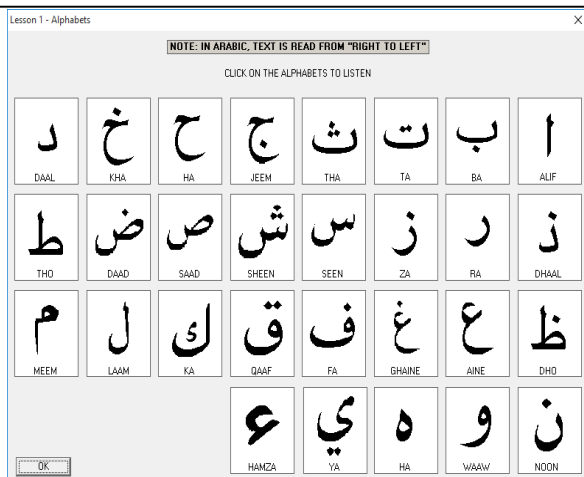 Lesson 1 - Alphabets
NOTE: IN ARABIC, TEXT IS READ FROM "RIGHT TO LEFT"
CLICK ON THE ALPHABETS TO LISTEN
ا ب ت ث ج ح خ د
ALIF BA TA THA JEEM HA KHA DAAL
ذ ر ز س ش ص ض ط
DHAAL RA ZA SEEN SHEEN SAAD DAAD THO
ظ ع غ ف ق ك ل م
DHO AINE GHAINE FA QAAF KA LAAM MEEM
ن و ه ي ء
NOON WAAW HA YA HAMZA
OK